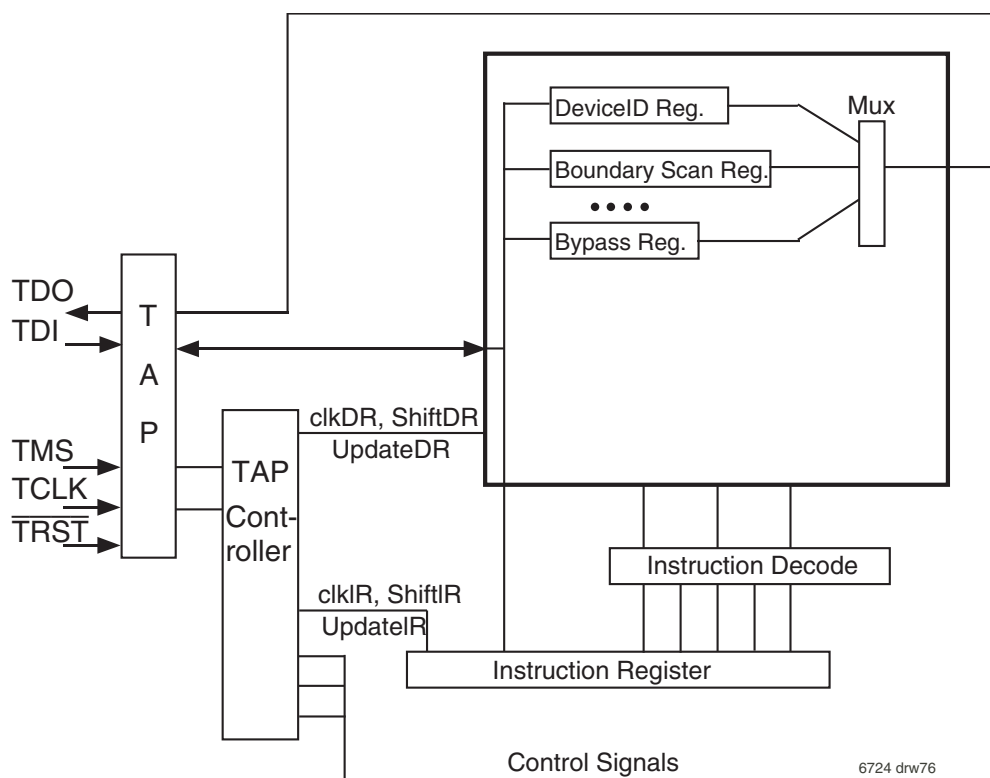 DeviceID Reg.
Mux
Boundary Scan Reg.
Bypass Reg.
TDO
TDI
T
A
P
TMS
TCLK
TRST
clkDR, ShiftDR
UpdateDR
TAP
Cont-
roller
Instruction Decode
clkIR, ShiftIR
UpdateIR
Instruction Register
Control Signals
6724 drw76